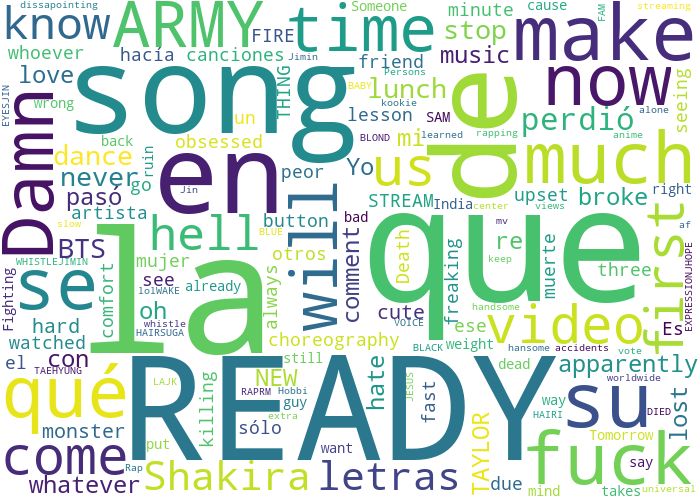 dissapointing
know
ARMY
FIRE
Someone
time
minute
cause
make
FAM
streaming
whoever
hacía
canciones
Jimin
friend
stop
love
song
THING
BABY
music
now
EYESJIN
wrong
kookie
Persons
lunch
de
seeing
Damn
back
un
BLOND
SAM
lesson
alone
perdió
learned
rapping
anime
dance
obsessed
mi
ruin
never
go
en
peor
Yo
us
much
pasó
Jin
STREAM
India
upset
broke
right
artista
button
BLUE
center
mv
views
af
slow
BTS
hell
will
bad
re
first
WHISTLEJIMIN
mujer
otros
comment
Death
keep
muerte
three
Fighting
se
see
la
always
freaking
que
comfort
lolWAKE
already
handsome
EXPRESSIONJHOPE
hard
oh
whistle
HAIRSUGA
cute
VOICE
ese
video
Es
watched
choreography
BLACK
hansome
accidents
vote
el
con
still
weight
dead
apparently
TAEHYUNG
LAJK
NEW
hate
JESUS
worldwide
qué
READY
killing
RAPRM
Hobbi
guy
fast
way
su
DIED
lost
monster
put
extra
HAIRI
Tomorrow
come
Rap
sólo
want
TAYLOR
fuck
say
whatever
Shakira
letras
due
mind
takes
universal